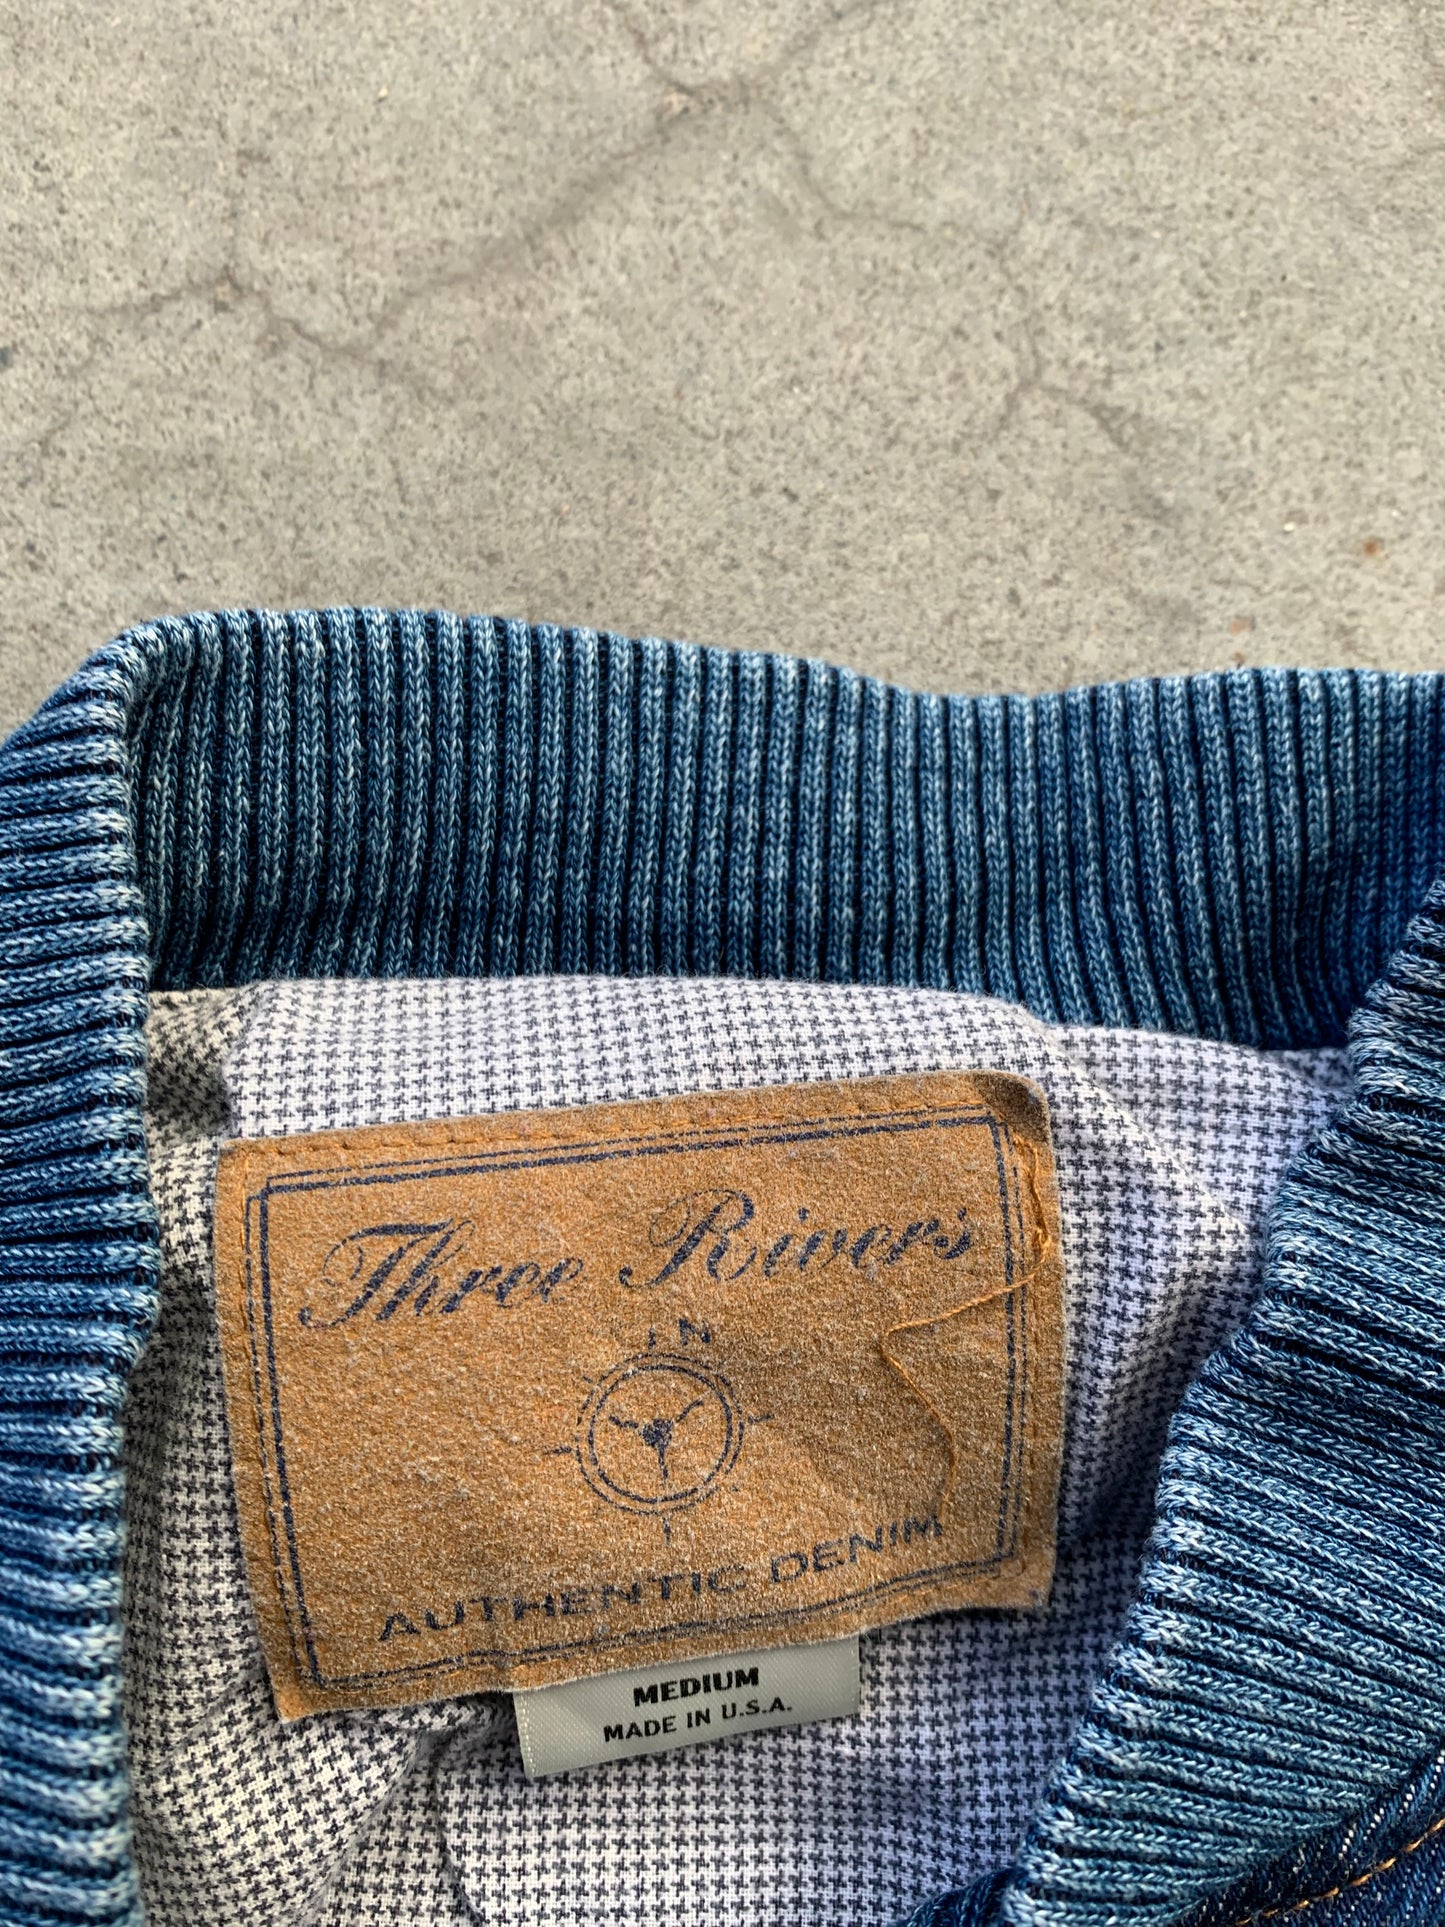 Three Rivers
N
AUTHENTIC DENIM
MEDIUM
MADE IN U.S.A.